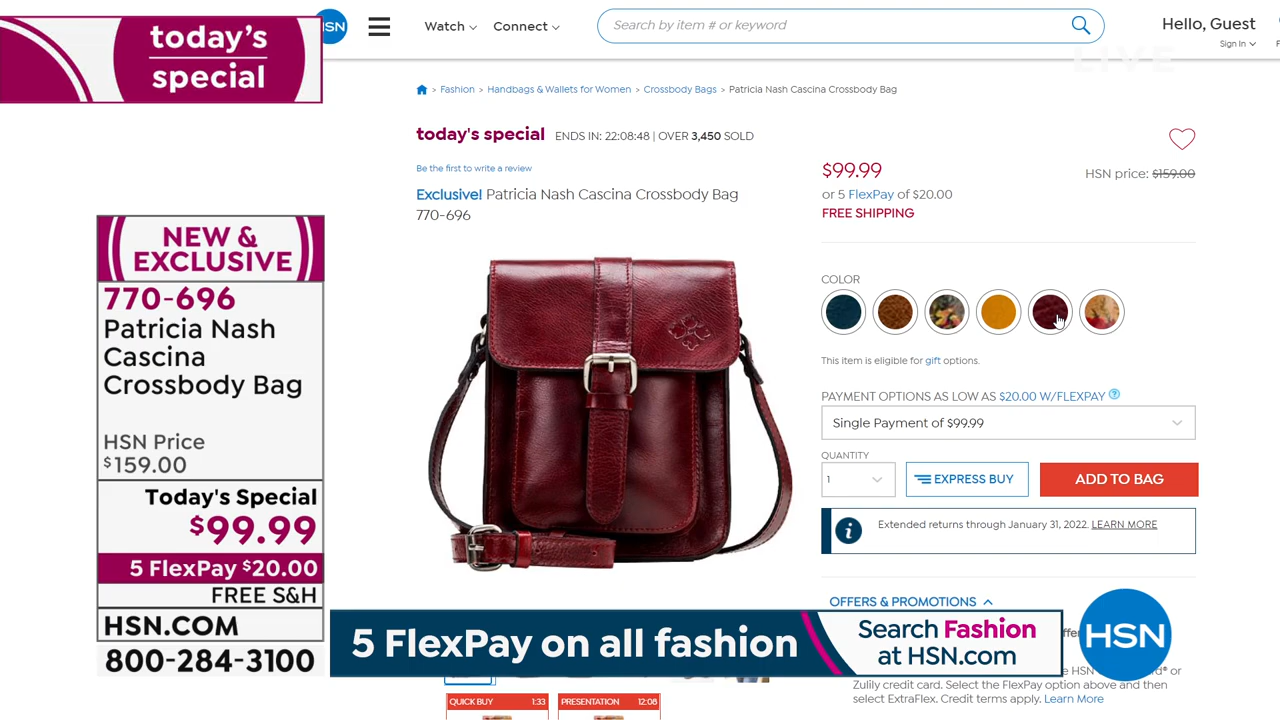 today's
special
HSN
Watch
Connect
Search by item # or keyword
Hello, Guest
Sign In
LIVE
> Fashion > Handbags & Wallets for Women > Crossbody Bags > Patricia Nash Cascina Crossbody Bag
today's special ENDS IN: 22:08:48 | OVER 3,450 SOLD
Be the first to write a review
Exclusive! Patricia Nash Cascina Crossbody Bag
770-696
$99.99
HSN price: $159.00
or 5 FlexPay of $20.00
FREE SHIPPING
COLOR
This item is eligible for gift options.
PAYMENT OPTIONS AS LOW AS $20.00 W/FLEXPAY ?
Single Payment of $99.99
QUANTITY
1
EXPRESS BUY
ADD TO BAG
i
Extended returns through January 31, 2022. LEARN MORE
OFFERS & PROMOTIONS
NEW &
EXCLUSIVE
770-696
Patricia Nash
Cascina
Crossbody Bag
HSN Price
$159.00
Today's Special
$99.99
5 FlexPay $20.00
FREE S&H
HSN.COM
800-284-3100
5 FlexPay on all fashion
Search Fashion
at HSN.com
HSN
HSN
or
Zulily credit card. Select the FlexPay option above and then
select ExtraFlex. Credit terms apply. Learn More
QUICK BUY 1:33
PRESENTATION 12:08